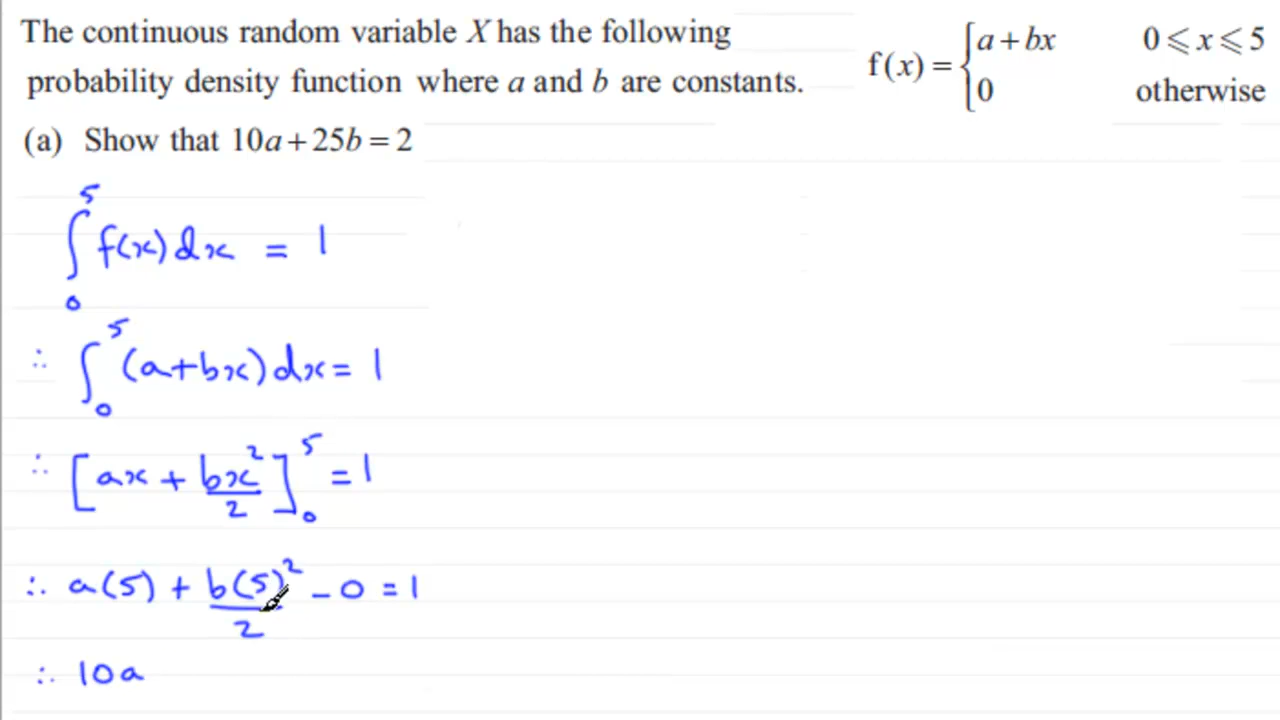 The continuous random variable X has the following
probability density function where a and b are constants.
f(x) = { a + bx 0 ⩽ x ⩽ 5
0 otherwise
(a) Show that 10a + 25b = 2
∫₀⁵ f(x) dx = 1
∴ ∫₀⁵ (a+bx) dx = 1
∴ [ax + bx²/2]₀⁵ = 1
∴ a(5) + b(5)²/2 - 0 = 1
∴ 10a